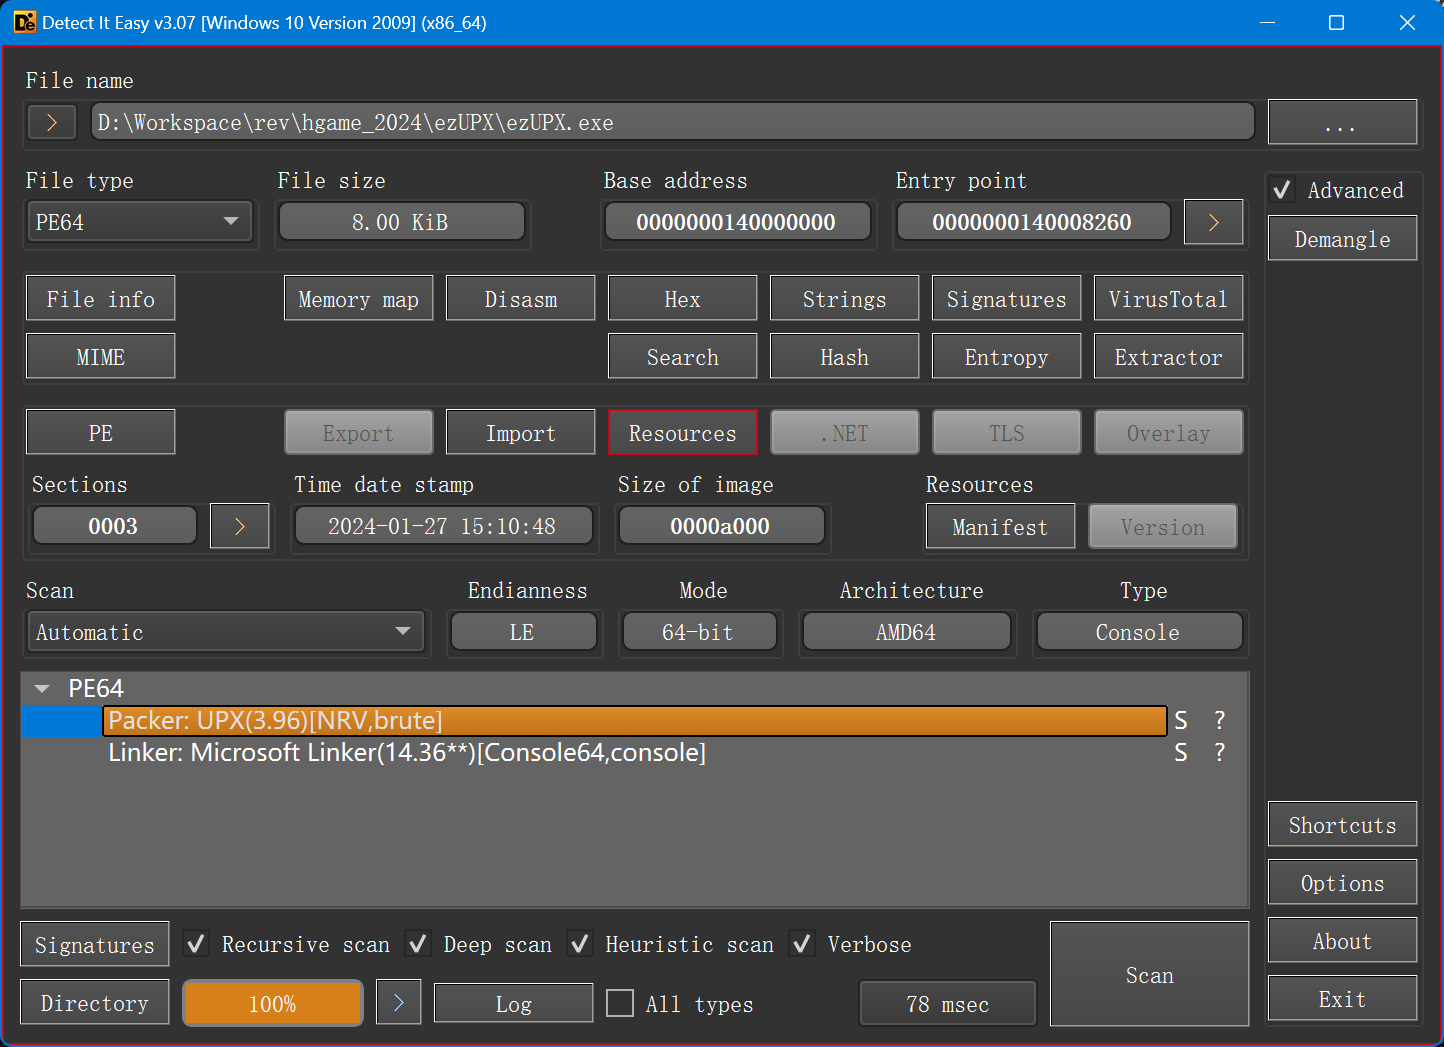 Detect It Easy v3.07 [Windows 10 Version 2009] (x86_64)
File name
> D:\Workspace\rev\hgame_2024\ezUPX\ezUPX.exe ...
File type File size Base address Entry point Advanced
PE64 8.00 KiB 0000000140000000 0000000140008260 > Demangle
File info Memory map Disasm Hex Strings Signatures VirusTotal
MIME Search Hash Entropy Extractor
PE Export Import Resources .NET TLS Overlay
Sections Time date stamp Size of image Resources
0003 > 2024-01-27 15:10:48 0000a000 Manifest Version
Scan Endianness Mode Architecture Type
Automatic LE 64-bit AMD64 Console
PE64
Packer: UPX(3.96)[NRV,brute] S ?
Linker: Microsoft Linker(14.36**)[Console64,console] S ?
Shortcuts
Options
Signatures Recursive scan Deep scan Heuristic scan Verbose About
Directory 100% > Log All types 78 msec Scan Exit